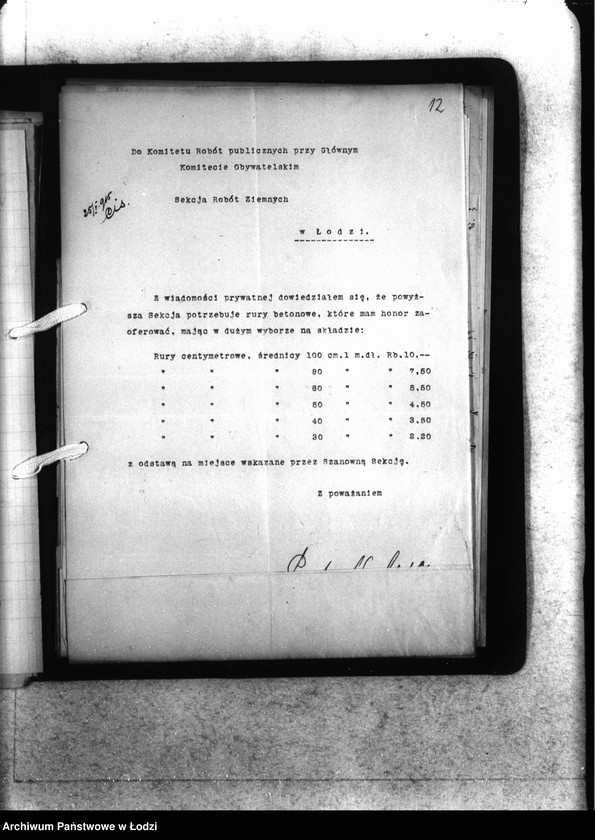 12
Do Komitetu Robót publicznych przy Głównym
Komitecie Obywatelskim
25/I 915
Sekcja Robót Ziemnych
w Łodzi.
Z wiadomości prywatnej dowiedziałem się, że powyż-
sza Sekcja potrzebuje rury betonowe, które mam honor za-
oferować, mając w dużym wyborze na składzie:
Rury centymetrowe, średnicy 100 cm.1 m.dł. Rb.10,--
" " " 80 " " 7,50
" " " 60 " " 5.50
" " " 50 " " 4.50
" " " 40 " " 3.50
" " " 30 " " 2.20
z odstawą na miejsce wskazane przez Szanowną Sekcję.
Z poważaniem
Archiwum Państwowe w Łodzi